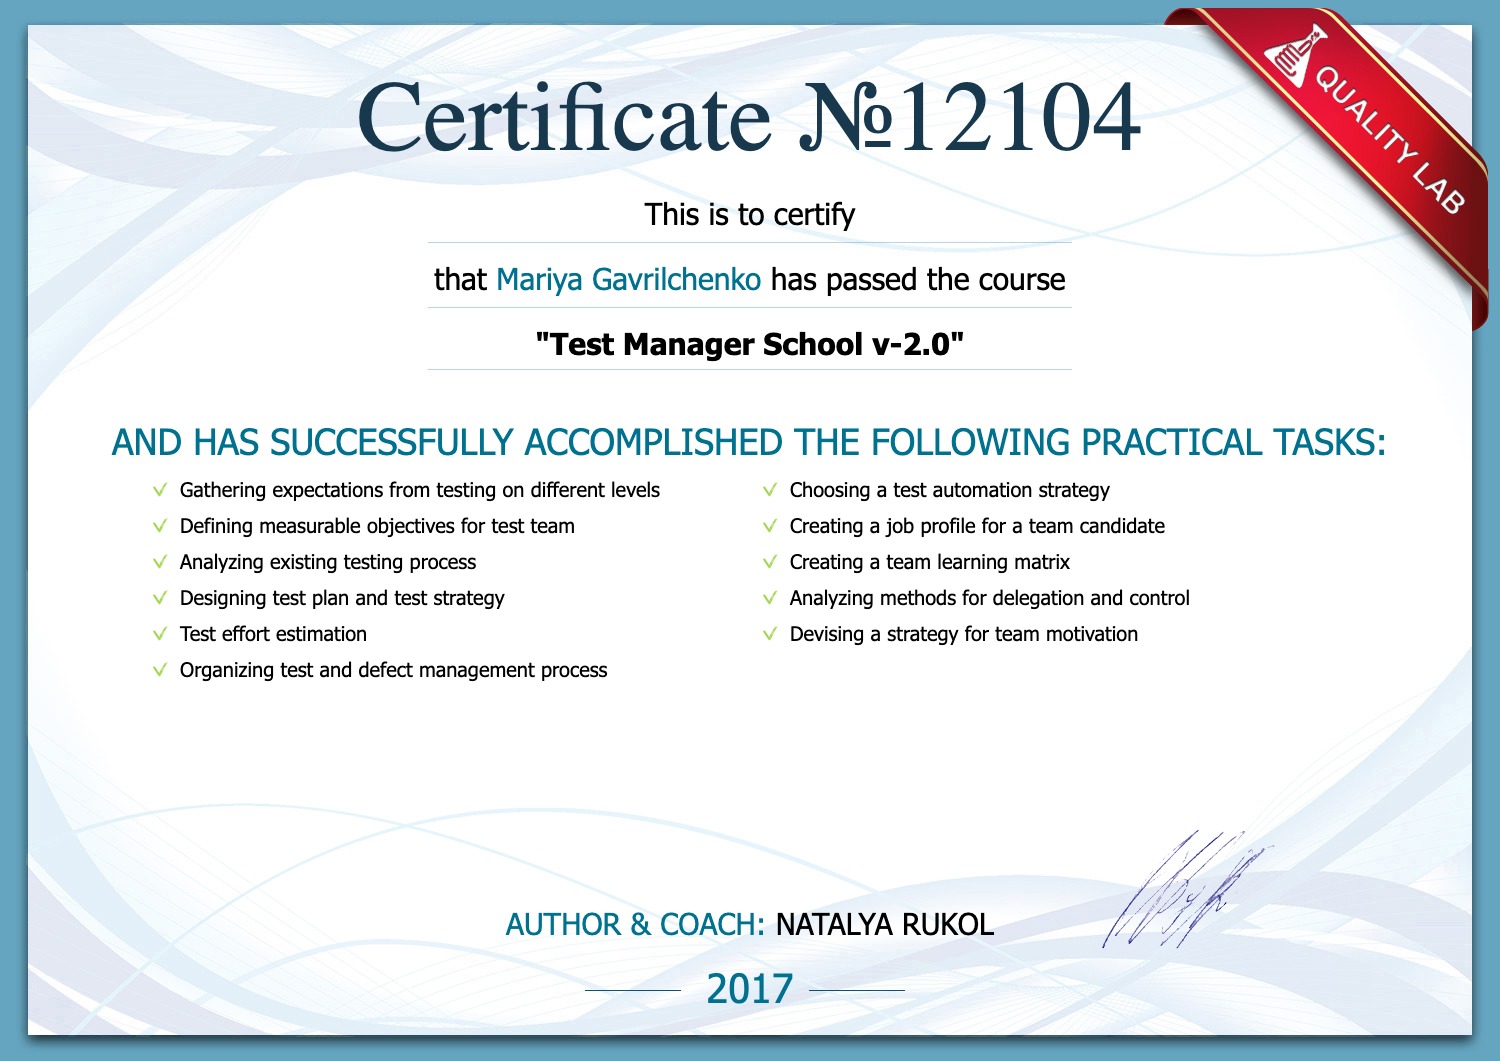 Certificate №12104
QUALITY LAB
This is to certify
that Mariya Gavrilchenko has passed the course
"Test Manager School v-2.0"
AND HAS SUCCESSFULLY ACCOMPLISHED THE FOLLOWING PRACTICAL TASKS:
Gathering expectations from testing on different levels
Defining measurable objectives for test team
Analyzing existing testing process
Designing test plan and test strategy
Test effort estimation
Organizing test and defect management process
Choosing a test automation strategy
Creating a job profile for a team candidate
Creating a team learning matrix
Analyzing methods for delegation and control
Devising a strategy for team motivation
AUTHOR & COACH: NATALYA RUKOL
2017